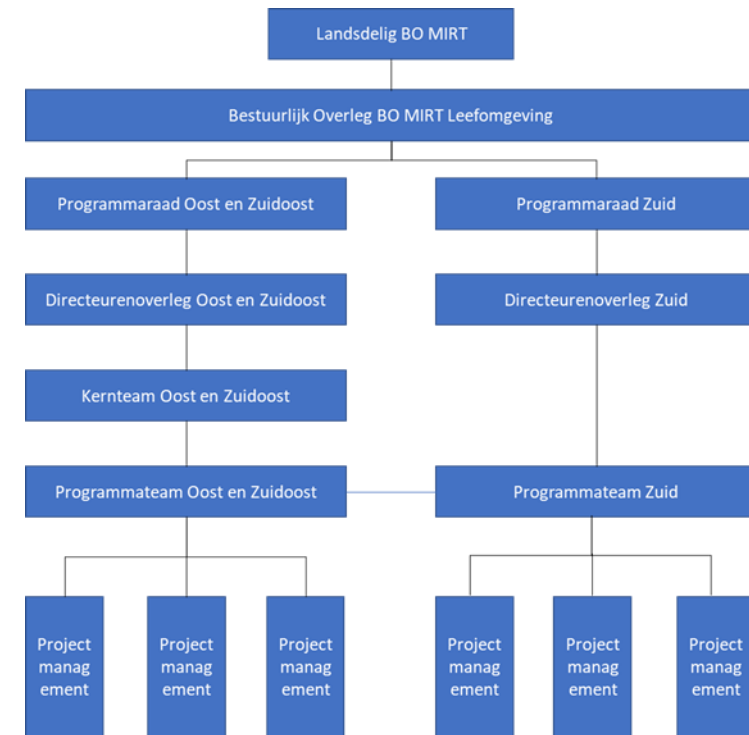 Landsdelig BO MIRT
Bestuurlijk Overleg BO MIRT Leefomgeving
Programmaraad Oost en Zuidoost
Programmaraad Zuid
Directeurenoverleg Oost en Zuidoost
Directeurenoverleg Zuid
Kernteam Oost en Zuidoost
Programmateam Oost en Zuidoost
Programmateam Zuid
Project
manag
ement
Project
manag
ement
Project
manag
ement
Project
manag
ement
Project
manag
ement
Project
manag
ement